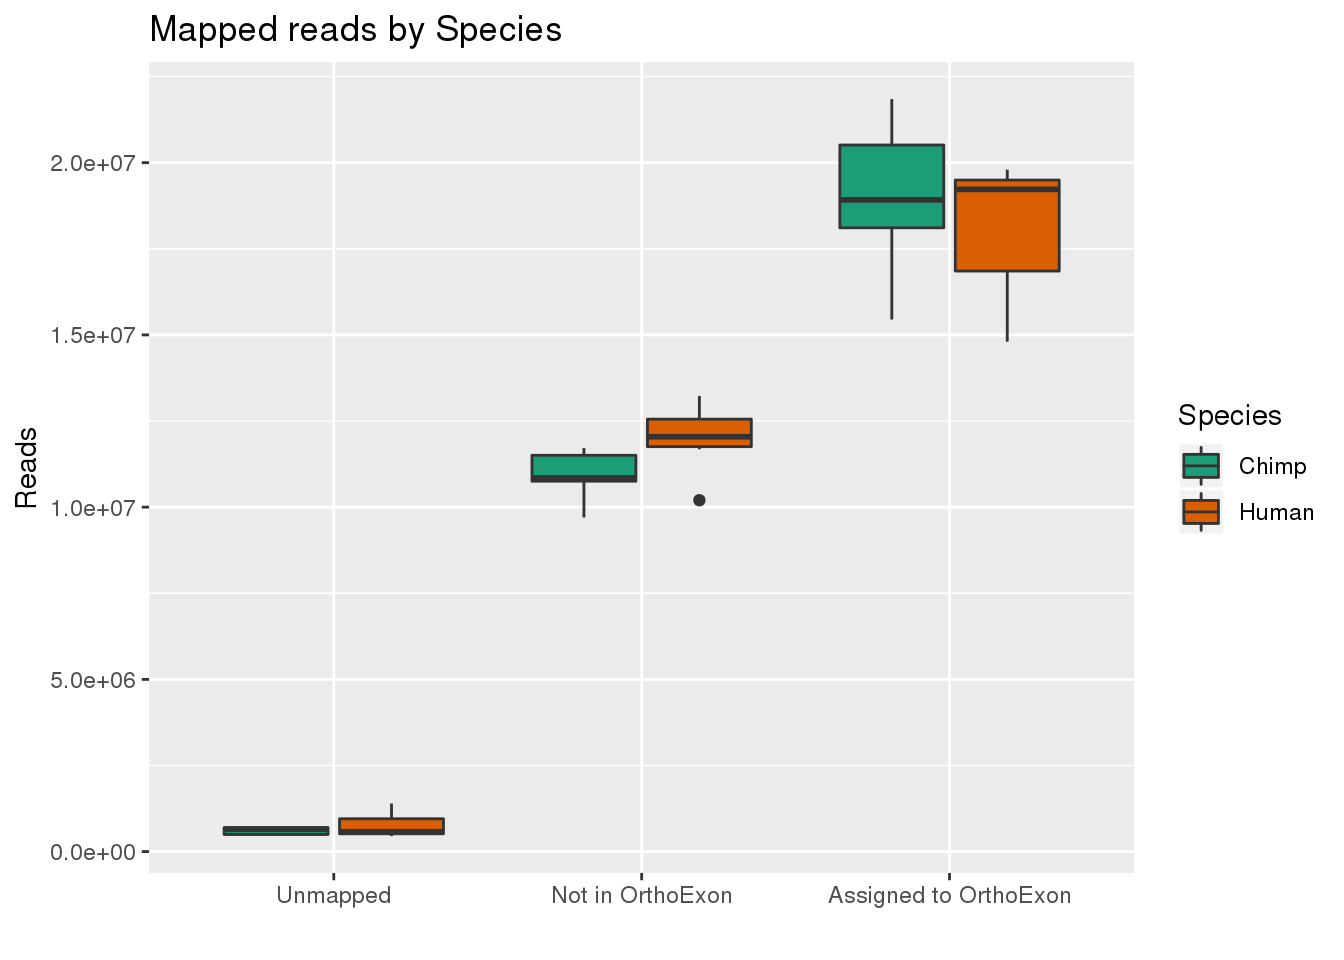 Mapped reads by Species
Reads
2.0e+07
1.5e+07
1.0e+07
5.0e+06
0.0e+00
Unmapped
Not in OrthoExon
Assigned to OrthoExon
Species
Chimp
Human